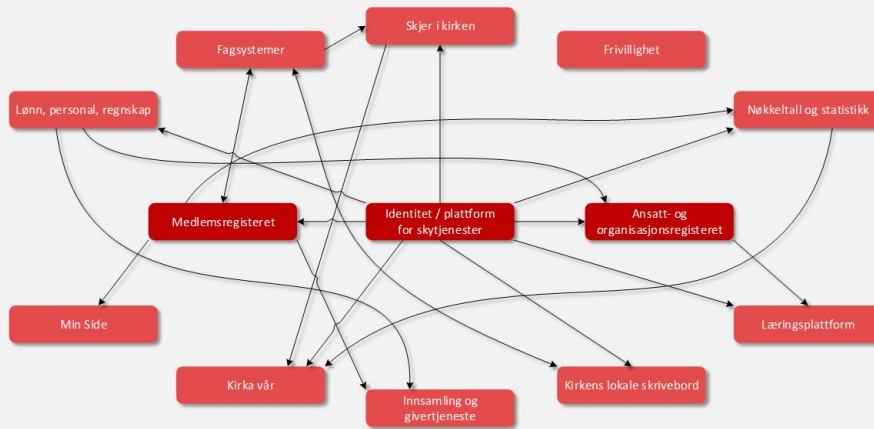 Skjer i kirken
Fagsystemer
Frivillighet
Lønn, personal, regnskap
Nøkkeltall og statistikk
Medlemsregisteret
Identitet / plattform
for skytjenester
Ansatt- og
organisasjonsregisteret
Min Side
Læringsplattform
Kirka vår
Innsamling og
givertjeneste
Kirkens lokale skrivebord